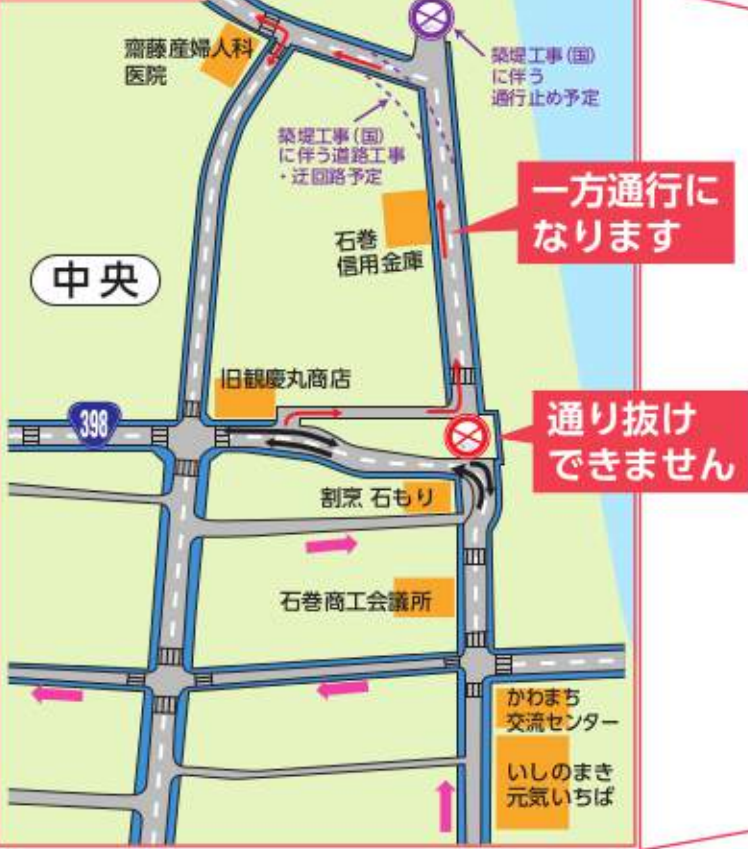 齋藤産婦人科
医院
築堤工事(国)
に伴う
通行止め予定
築堤工事(国)
に伴う道路工事
・迂回路予定
一方通行に
なります
石巻
信用金庫
中央
旧観慶丸商店
398
通り抜け
できません
割烹 石もり
石巻商工会議所
かわまち
交流センター
いしのまき
元気いちば